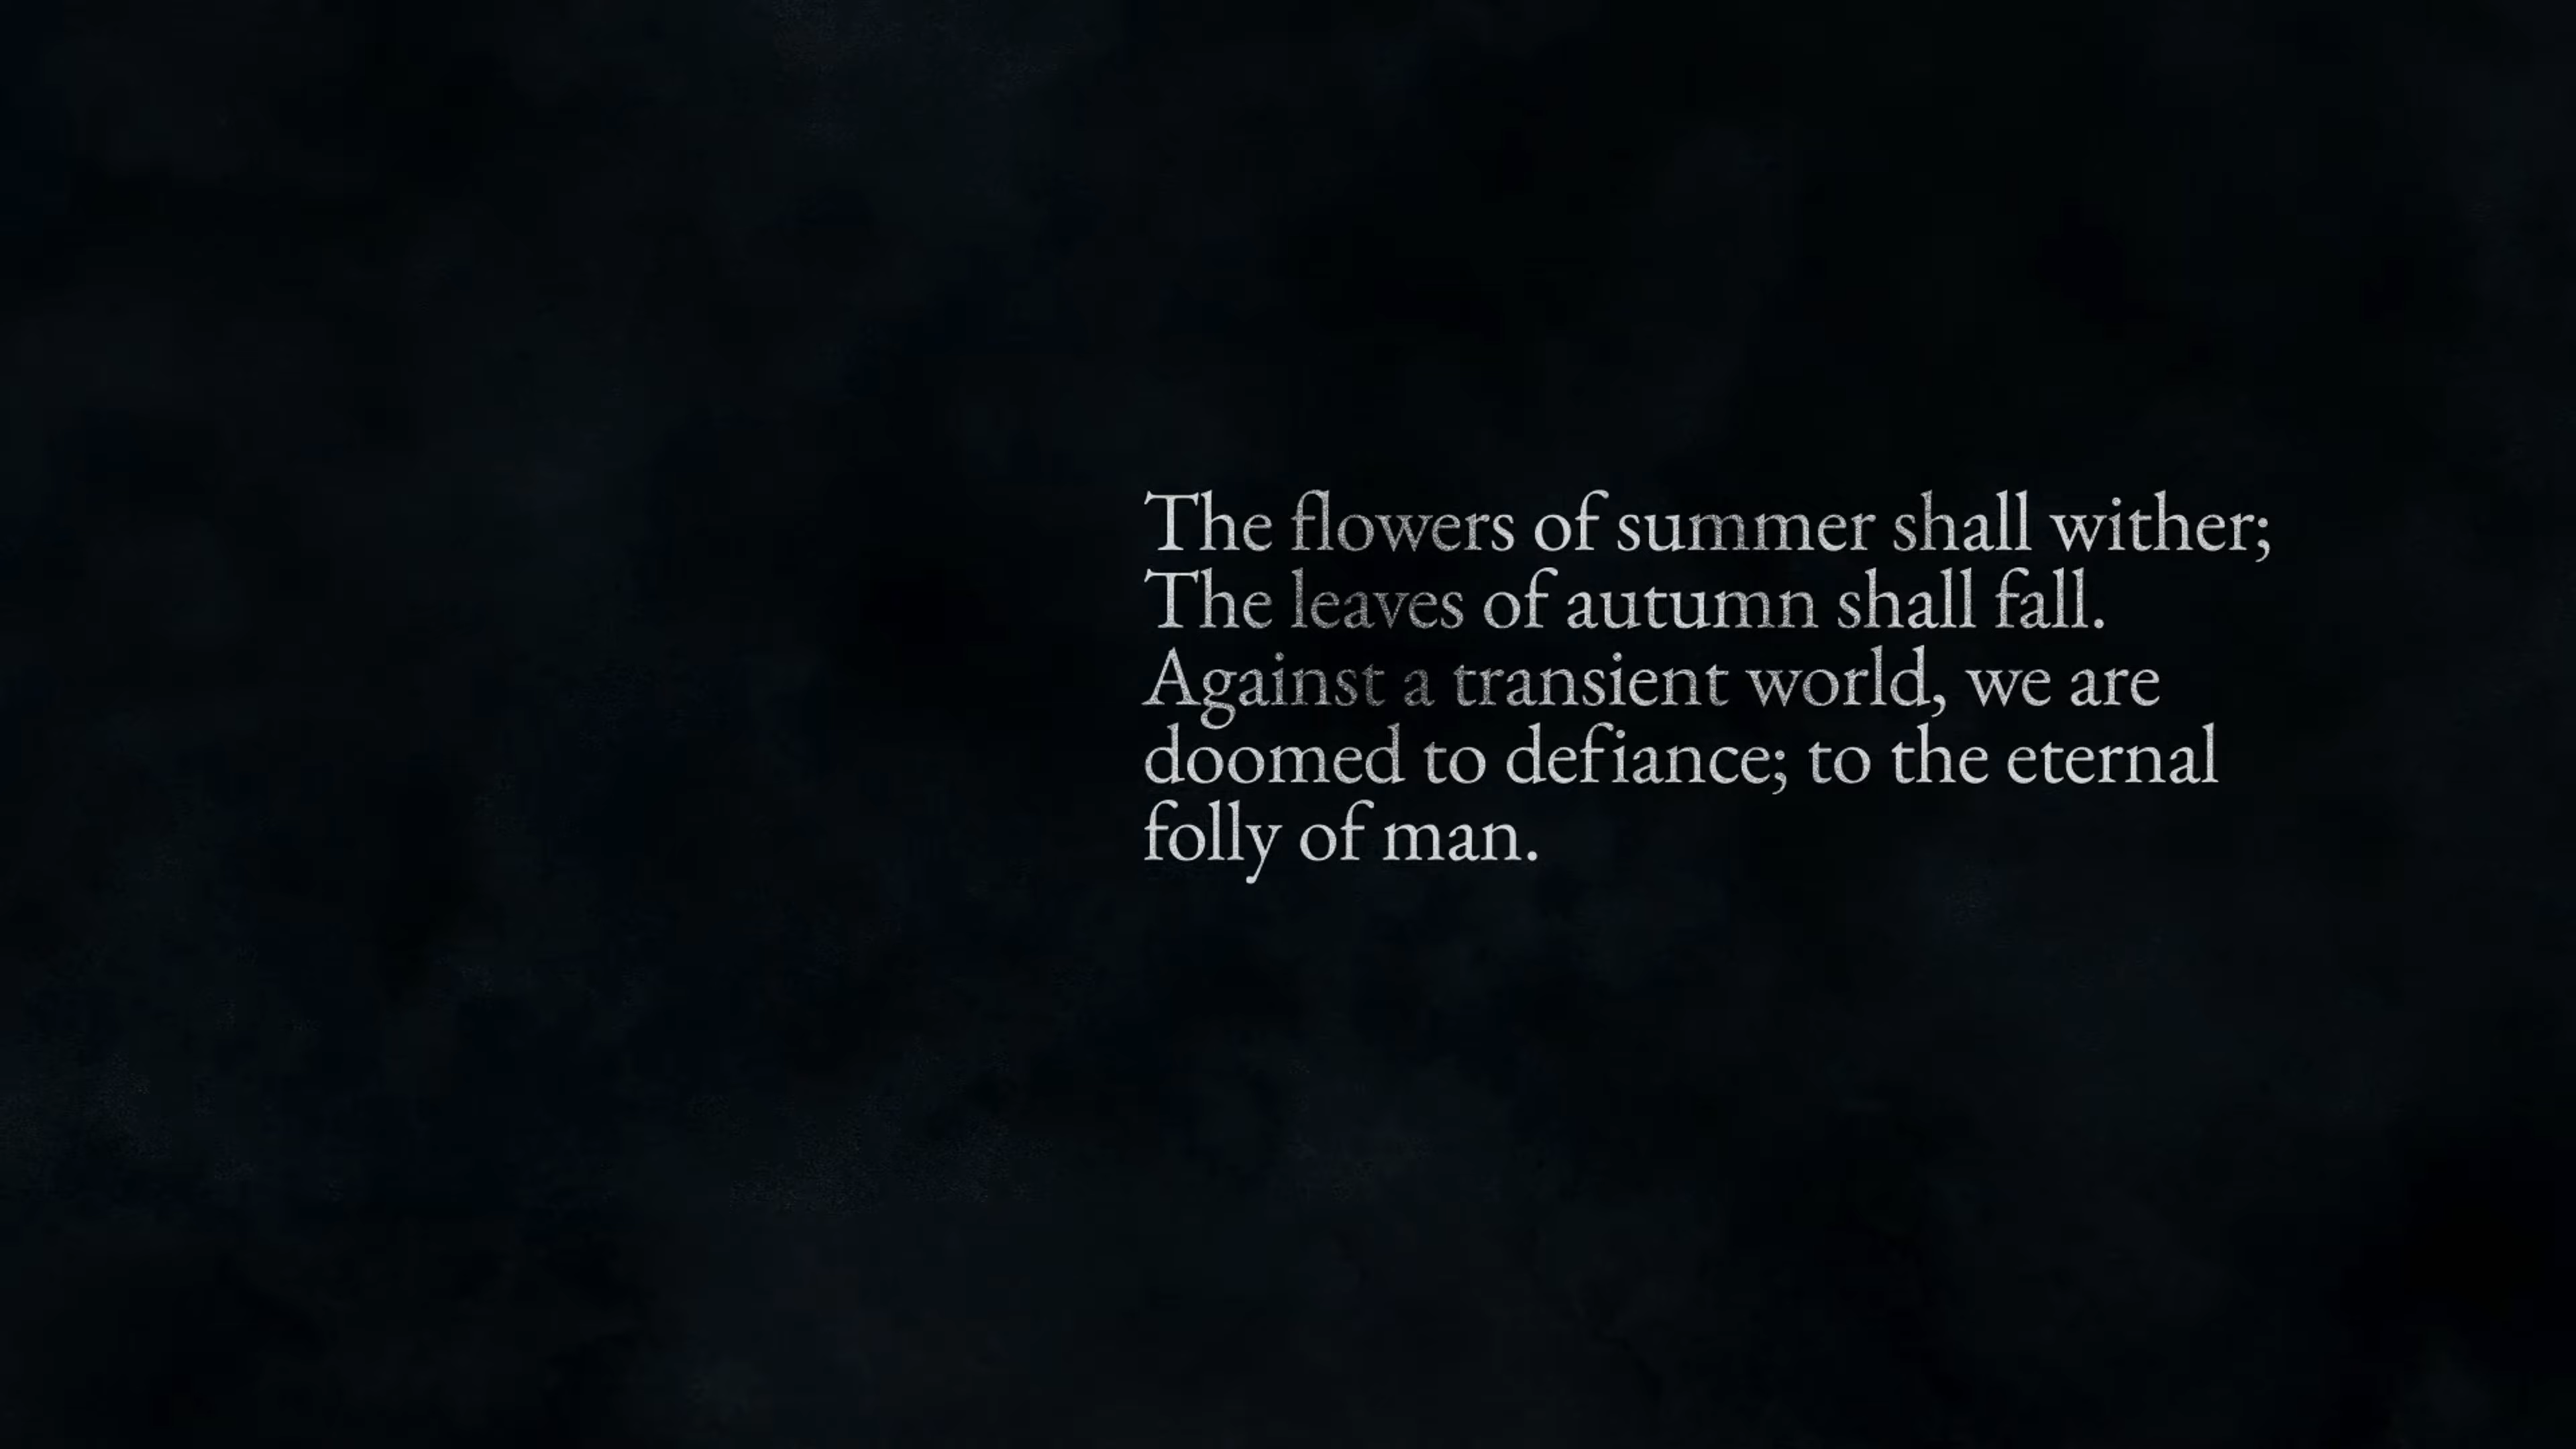 The flowers of summer shall wither;
The leaves of autumn shall fall.
Against a transient world, we are
doomed to defiance; to the eternal
folly of man.